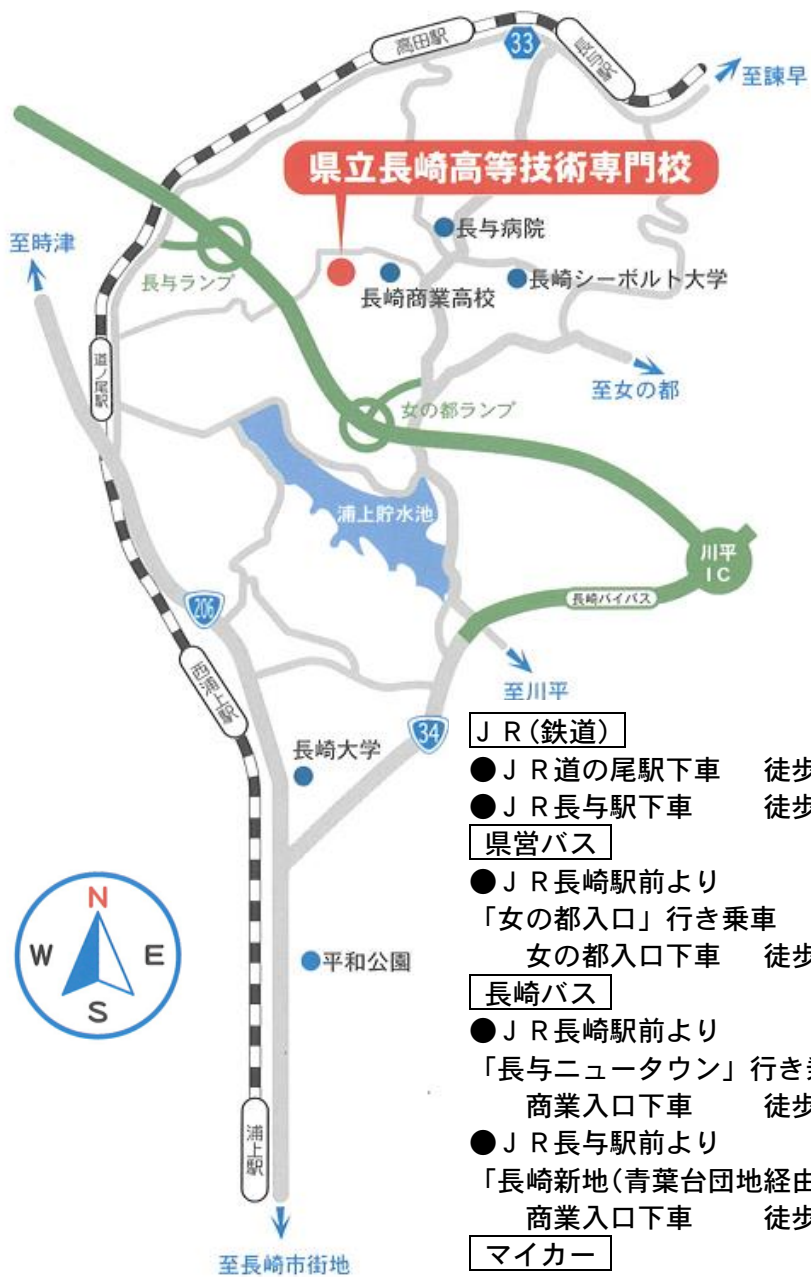 高田駅
33
長与駅
至諫早
県立長崎高等技術専門校
長与病院
至時津
長与ランプ
長崎商業高校
長崎シーボルト大学
道ノ尾駅
至女の都
女の都ランプ
浦上貯水池
川平
IC
長崎バイパス
206
西浦上駅
至川平
34
長崎大学
ＪＲ(鉄道)
●ＪＲ道の尾駅下車　徒歩
●ＪＲ長与駅下車　徒歩
県営バス
●ＪＲ長崎駅前より
「女の都入口」行き乗車
女の都入口下車　徒歩
N
W
E
S
平和公園
長崎バス
●ＪＲ長崎駅前より
「長与ニュータウン」行き
商業入口下車　徒歩
●ＪＲ長与駅前より
「長崎新地(青葉台団地経由
商業入口下車　徒歩
マイカー
浦上駅
至長崎市街地